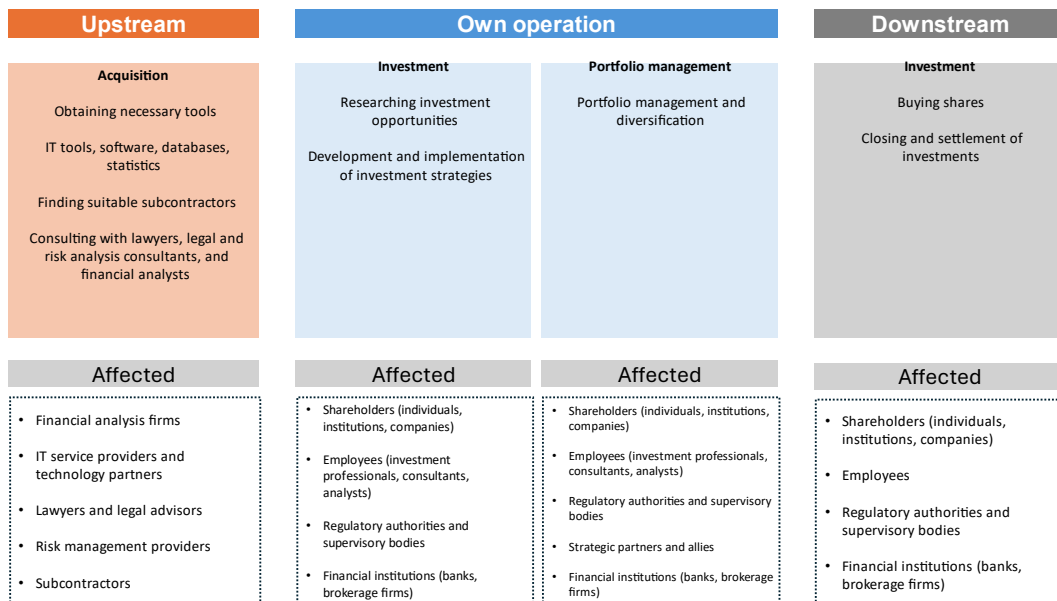 Upstream
Own operation
Downstream
Acquisition
Obtaining necessary tools
IT tools, software, databases,
statistics
Finding suitable subcontractors
Consulting with lawyers, legal and
risk analysis consultants, and
financial analysts
Investment
Researching investment
opportunities
Development and implementation
of investment strategies
Portfolio management
Portfolio management and
diversification
Investment
Buying shares
Closing and settlement of
investments
Affected
• Financial analysis firms
• IT service providers and
technology partners
• Lawyers and legal advisors
• Risk management providers
• Subcontractors
Affected
• Shareholders (individuals,
institutions, companies)
• Employees (investment
professionals, consultants,
analysts)
• Regulatory authorities and
supervisory bodies
• Financial institutions (banks,
brokerage firms)
Affected
• Shareholders (individuals, institutions,
companies)
• Employees (investment professionals,
consultants, analysts)
• Regulatory authorities and supervisory
bodies
• Strategic partners and allies
• Financial institutions (banks, brokerage
firms)
Affected
• Shareholders (individuals,
institutions, companies)
• Employees
• Regulatory authorities and
supervisory bodies
• Financial institutions (banks,
brokerage firms)